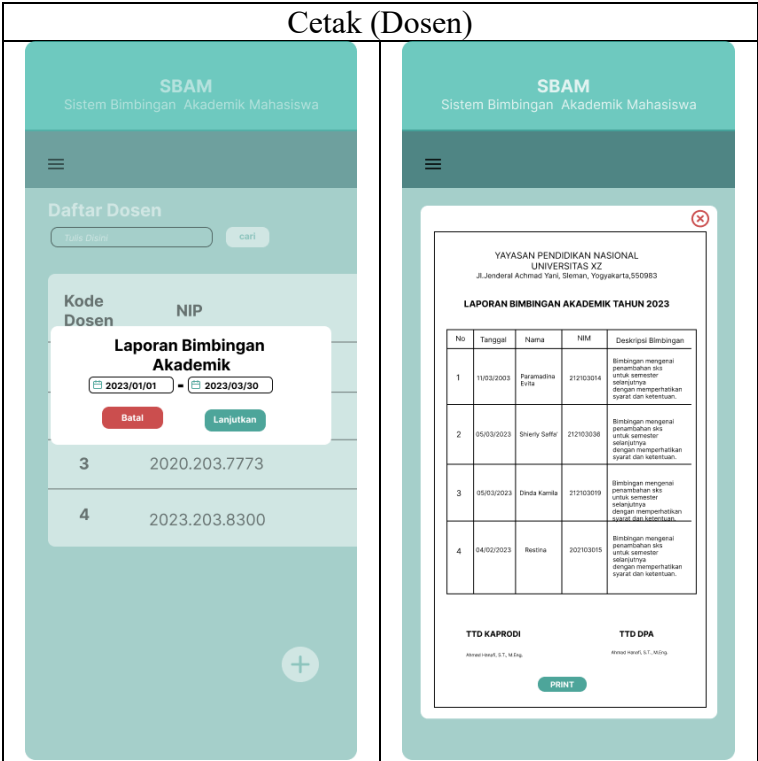 Cetak (Dosen)
SBAM
Sistem Bimbingan Akademik Mahasiswa
Daftar Dosen
Tulis Disini
cari
Kode
Dosen
NIP
Laporan Bimbingan
Akademik
2023/01/01 - 2023/03/30
Batal
Lanjutkan
3 2020.203.7773
4 2023.203.8300
SBAM
Sistem Bimbingan Akademik Mahasiswa
YAYASAN PENDIDIKAN NASIONAL
UNIVERSITAS XZ
Jl.Jenderal Achmad Yani, Sleman, Yogyakarta,550983
LAPORAN BIMBINGAN AKADEMIK TAHUN 2023
No Tanggal Nama NIM Deskripsi Bimbingan
1 11/03/2003 Paramadina
Evita
212103014
Bimbingan mengenai
penambahan sks
untuk semester
selanjutnya
dengan memperhatikan
syarat dan ketentuan.
2 05/03/2023 Shierly Saffa' 212103036
Bimbingan mengenai
penambahan sks
untuk semester
selanjutnya
dengan memperhatikan
syarat dan ketentuan.
3 05/03/2023 Dinda Kamila 212103019
Bimbingan mengenai
penambahan sks
untuk semester
selanjutnya
dengan memperhatikan
syarat dan ketentuan.
4 04/02/2023 Restina 202103015
Bimbingan mengenai
penambahan sks
untuk semester
selanjutnya
dengan memperhatikan
syarat dan ketentuan.
TTD KAPRODI
TTD DPA
Ahmad Hanafi, S.T., M.Eng.
Ahmad Hanafi, S.T., M.Eng.
PRINT